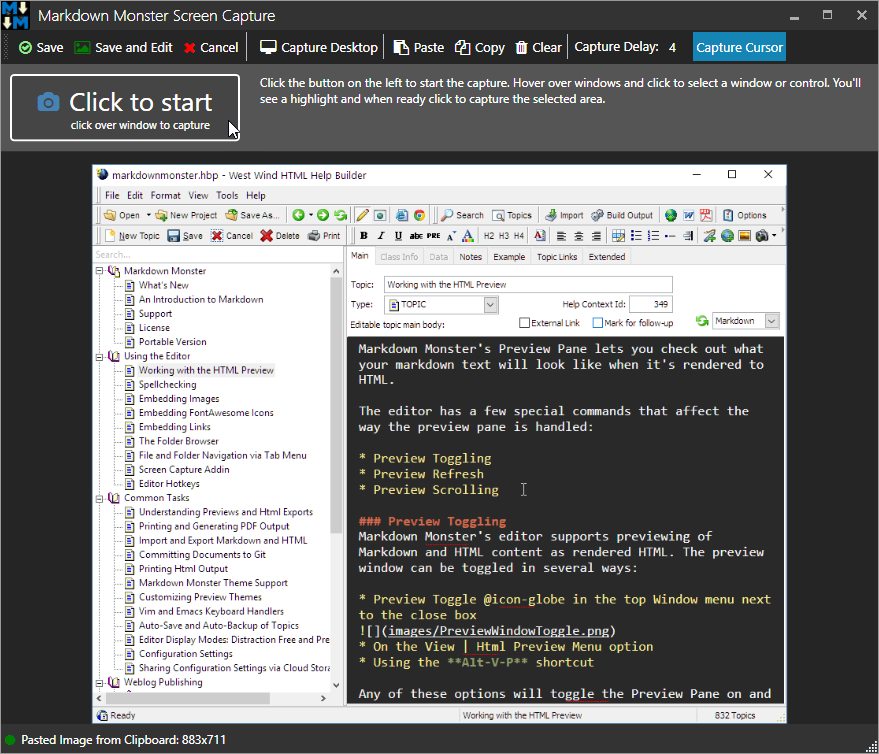 Markdown Monster Screen Capture
Save Save and Edit Cancel Capture Desktop Paste Copy Clear Capture Delay: 4 Capture Cursor
Click to start
click over window to capture
Click the button on the left to start the capture. Hover over windows and click to select a window or control. You'll
see a highlight and when ready click to capture the selected area.
markdownmonster.hbp - West Wind HTML Help Builder
File Edit Format View Tools Help
Open New Project Save As... Search Topics Import Build Output Options
New Topic Save Cancel Delete Print B I U abc PRE H2 H3 H4
Search...
Markdown Monster
What's New
An Introduction to Markdown
Support
License
Portable Version
Using the Editor
Working with the HTML Preview
Spellchecking
Embedding Images
Embedding FontAwesome Icons
Embedding Links
The Folder Browser
File and Folder Navigation via Tab Menu
Screen Capture Addin
Editor Hotkeys
Common Tasks
Understanding Previews and Html Exports
Printing and Generating PDF Output
Import and Export Markdown and HTML
Committing Documents to Git
Printing Html Output
Markdown Monster Theme Support
Customizing Preview Themes
Vim and Emacs Keyboard Handlers
Auto-Save and Auto-Backup of Topics
Editor Display Modes: Distraction Free and Pre
Configuration Settings
Sharing Configuration Settings via Cloud Stora
Weblog Publishing
Main Class Info Data Notes Example Topic Links Extended
Topic: Working with the HTML Preview
Type: TOPIC Help Context Id: 349
Editable topic main body: External Link Mark for follow-up Markdown
Markdown Monster's Preview Pane lets you check out what
your markdown text will look like when it's rendered to
HTML.
The editor has a few special commands that affect the
way the preview pane is handled:
* Preview Toggling
* Preview Refresh
* Preview Scrolling
### Preview Toggling
Markdown Monster's editor supports previewing of
Markdown and HTML content as rendered HTML. The preview
window can be toggled in several ways:
* Preview Toggle @icon-globe in the top Window menu next
to the close box
![](images/PreviewWindowToggle.png)
* On the View | Html Preview Menu option
* Using the **Alt-V-P** shortcut
Any of these options will toggle the Preview Pane on and
Ready Working with the HTML Preview 832 Topics
Pasted Image from Clipboard: 883x711